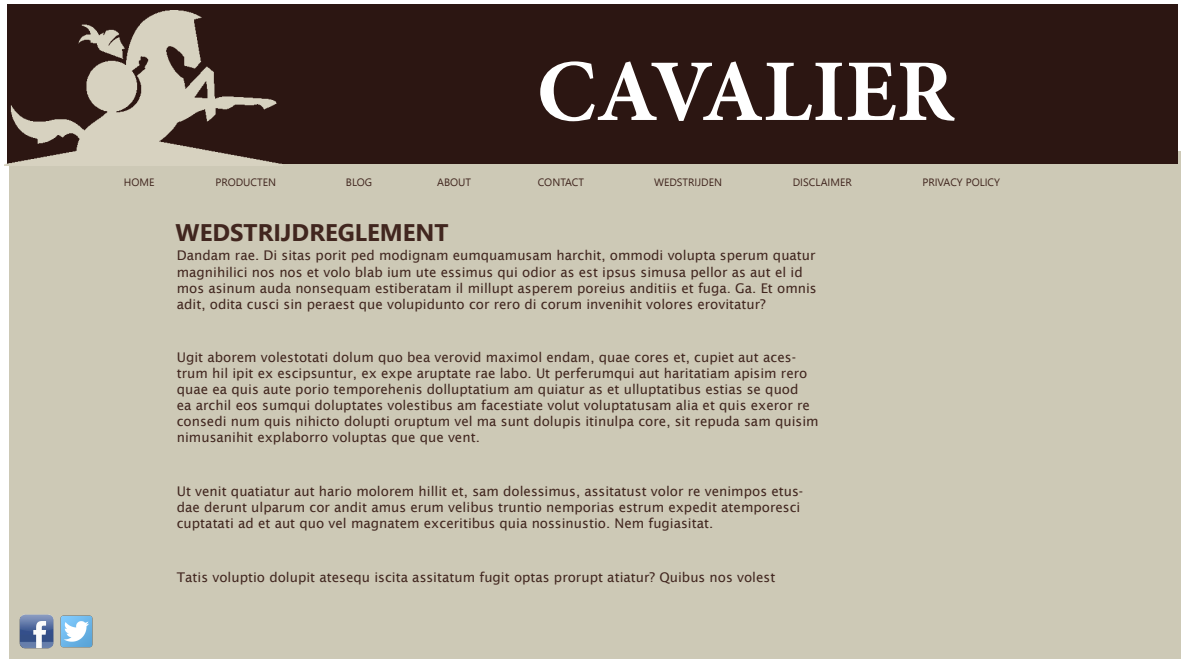 CAVALIER
HOME PRODUCTEN BLOG ABOUT CONTACT WEDSTRIJDEN DISCLAIMER PRIVACY POLICY
WEDSTRIJDREGLEMENT
Dandam rae. Di sitas porit ped modignam eumquamusam harchit, ommodi volupta sperum quatur
magnihilici nos nos et volo blab ium ute essimus qui odior as est ipsus simusa pellor as aut el id
mos asinum auda nonsequam estiberatam il millupt asperem poreius anditiis et fuga. Ga. Et omnis
adit, odita cusci sin peraest que volupidunto cor rero di corum invenihit volores erovitatur?
Ugit aborem volestotati dolum quo bea verovid maximol endam, quae cores et, cupiet aut aces-
trum hil ipit ex escipsuntur, ex expe aruptate rae labo. Ut perferumqui aut haritatiam apisim rero
quae ea quis aute porio temporehenis dolluptatium am quiatur as et ulluptatibus estias se quod
ea archil eos sumqui doluptates volestibus am facestiate volut voluptatusam alia et quis exeror re
consedi num quis nihicto dolupti oruptum vel ma sunt dolupis itinulpa core, sit repuda sam quisim
nimusanihit explaborro voluptas que que vent.
Ut venit quatiatur aut hario molorem hillit et, sam dolessimus, assitatust volor re venimpos etus-
dae derunt ulparum cor andit amus erum velibus truntio nemporias estrum expedit atemporesci
cuptatati ad et aut quo vel magnatem exceritibus quia nossinustio. Nem fugiasitat.
Tatis voluptio dolupit atesequ iscita assitatum fugit optas prorupt atiatur? Quibus nos volest